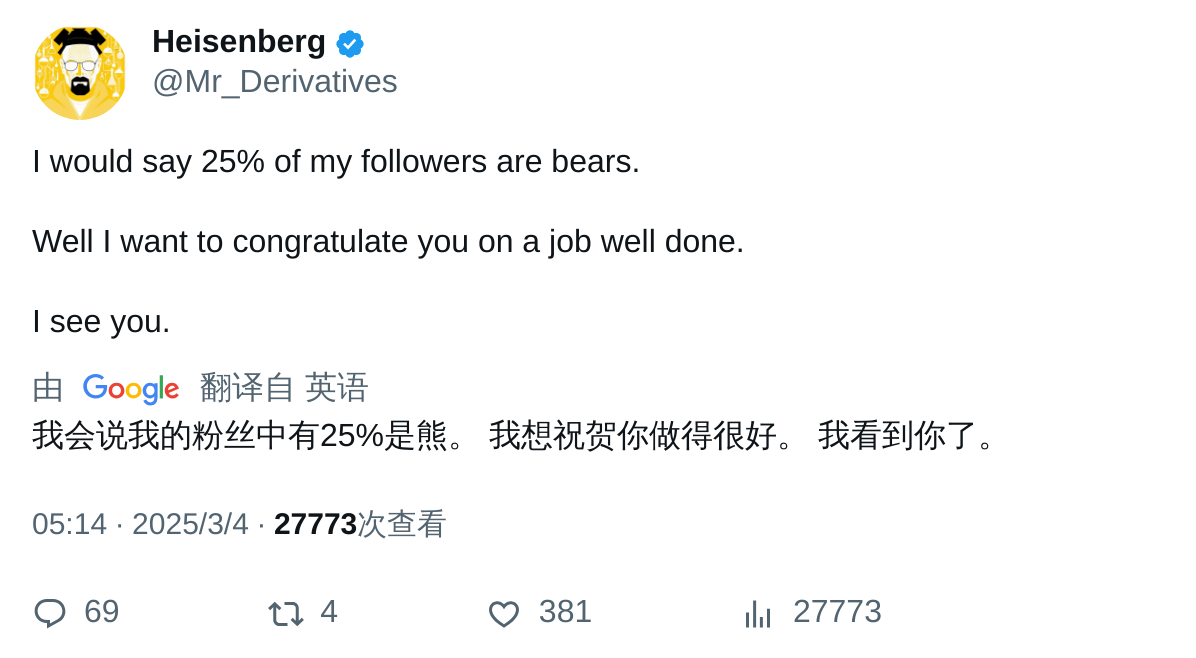 Heisenberg
@Mr_Derivatives
I would say 25% of my followers are bears.
Well I want to congratulate you on a job well done.
I see you.
由 Google 翻译自 英语
我会说我的粉丝中有25%是熊。 我想祝贺你做得很好。 我看到你了。
05:14 · 2025/3/4 · 27773次查看
69 4 381 27773